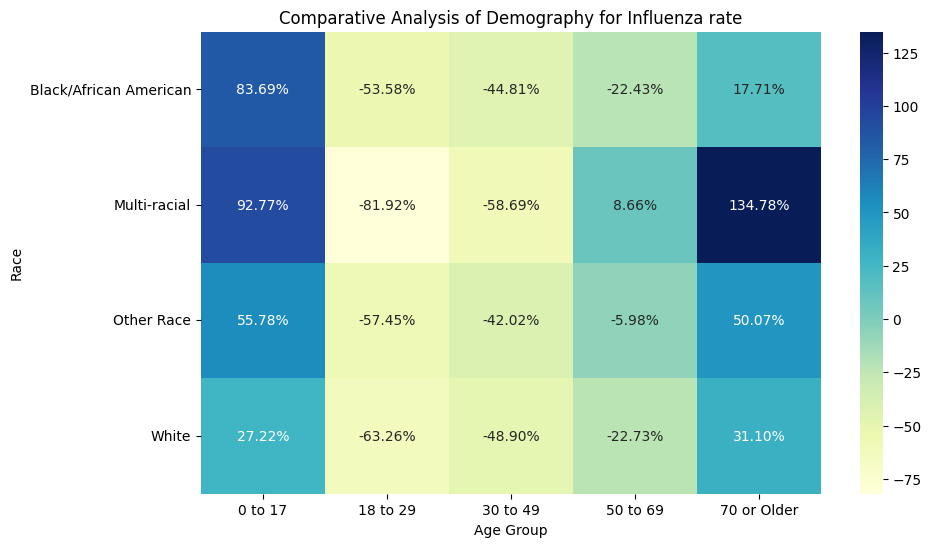 Comparative Analysis of Demography for Influenza rate
Race
Black/African American 83.69% -53.58% -44.81% -22.43% 17.71%
Multi-racial 92.77% -81.92% -58.69% 8.66% 134.78%
Other Race 55.78% -57.45% -42.02% -5.98% 50.07%
White 27.22% -63.26% -48.90% -22.73% 31.10%
0 to 17 18 to 29 30 to 49 50 to 69 70 or Older
Age Group
125
100
75
50
25
0
−25
−50
−75